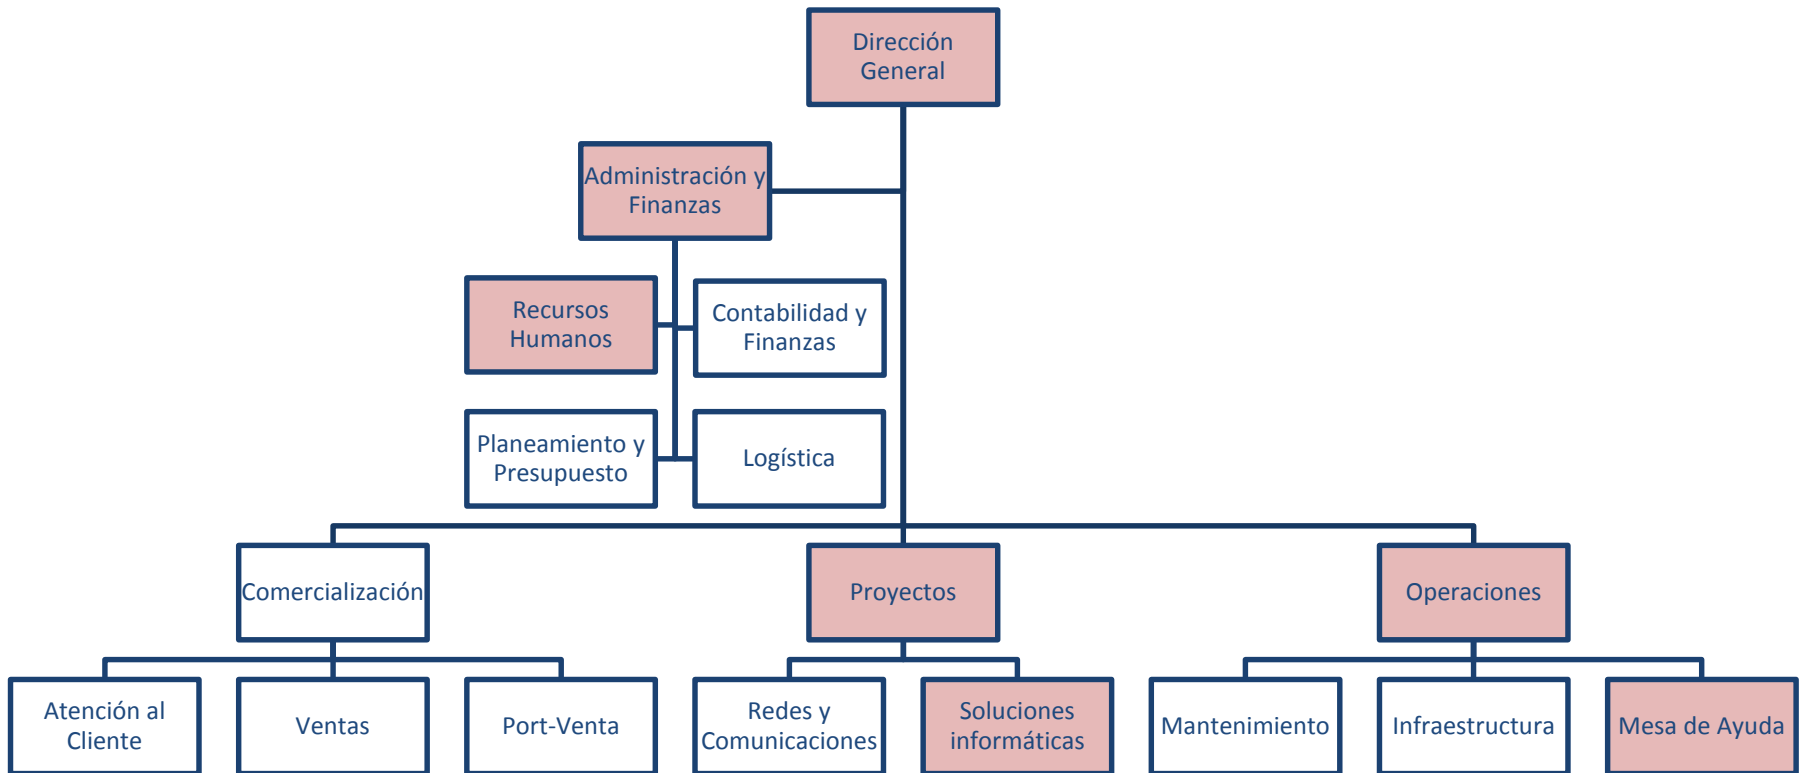 Dirección
General
Administración y
Finanzas
Recursos
Humanos
Contabilidad y
Finanzas
Planeamiento y
Presupuesto
Logística
Comercialización
Proyectos
Operaciones
Atención al
Cliente
Ventas
Port-Venta
Redes y
Comunicaciones
Soluciones
informáticas
Mantenimiento
Infraestructura
Mesa de Ayuda